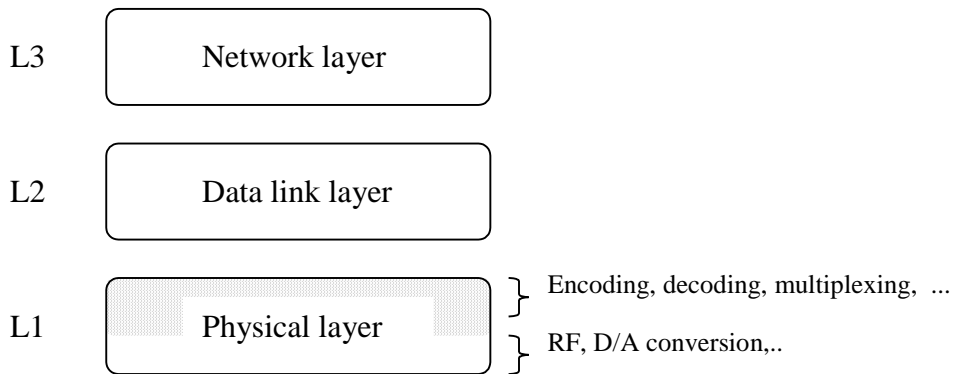 L3 Network layer
L2 Data link layer
Encoding, decoding, multiplexing, ...
L1 Physical layer
RF, D/A conversion,..